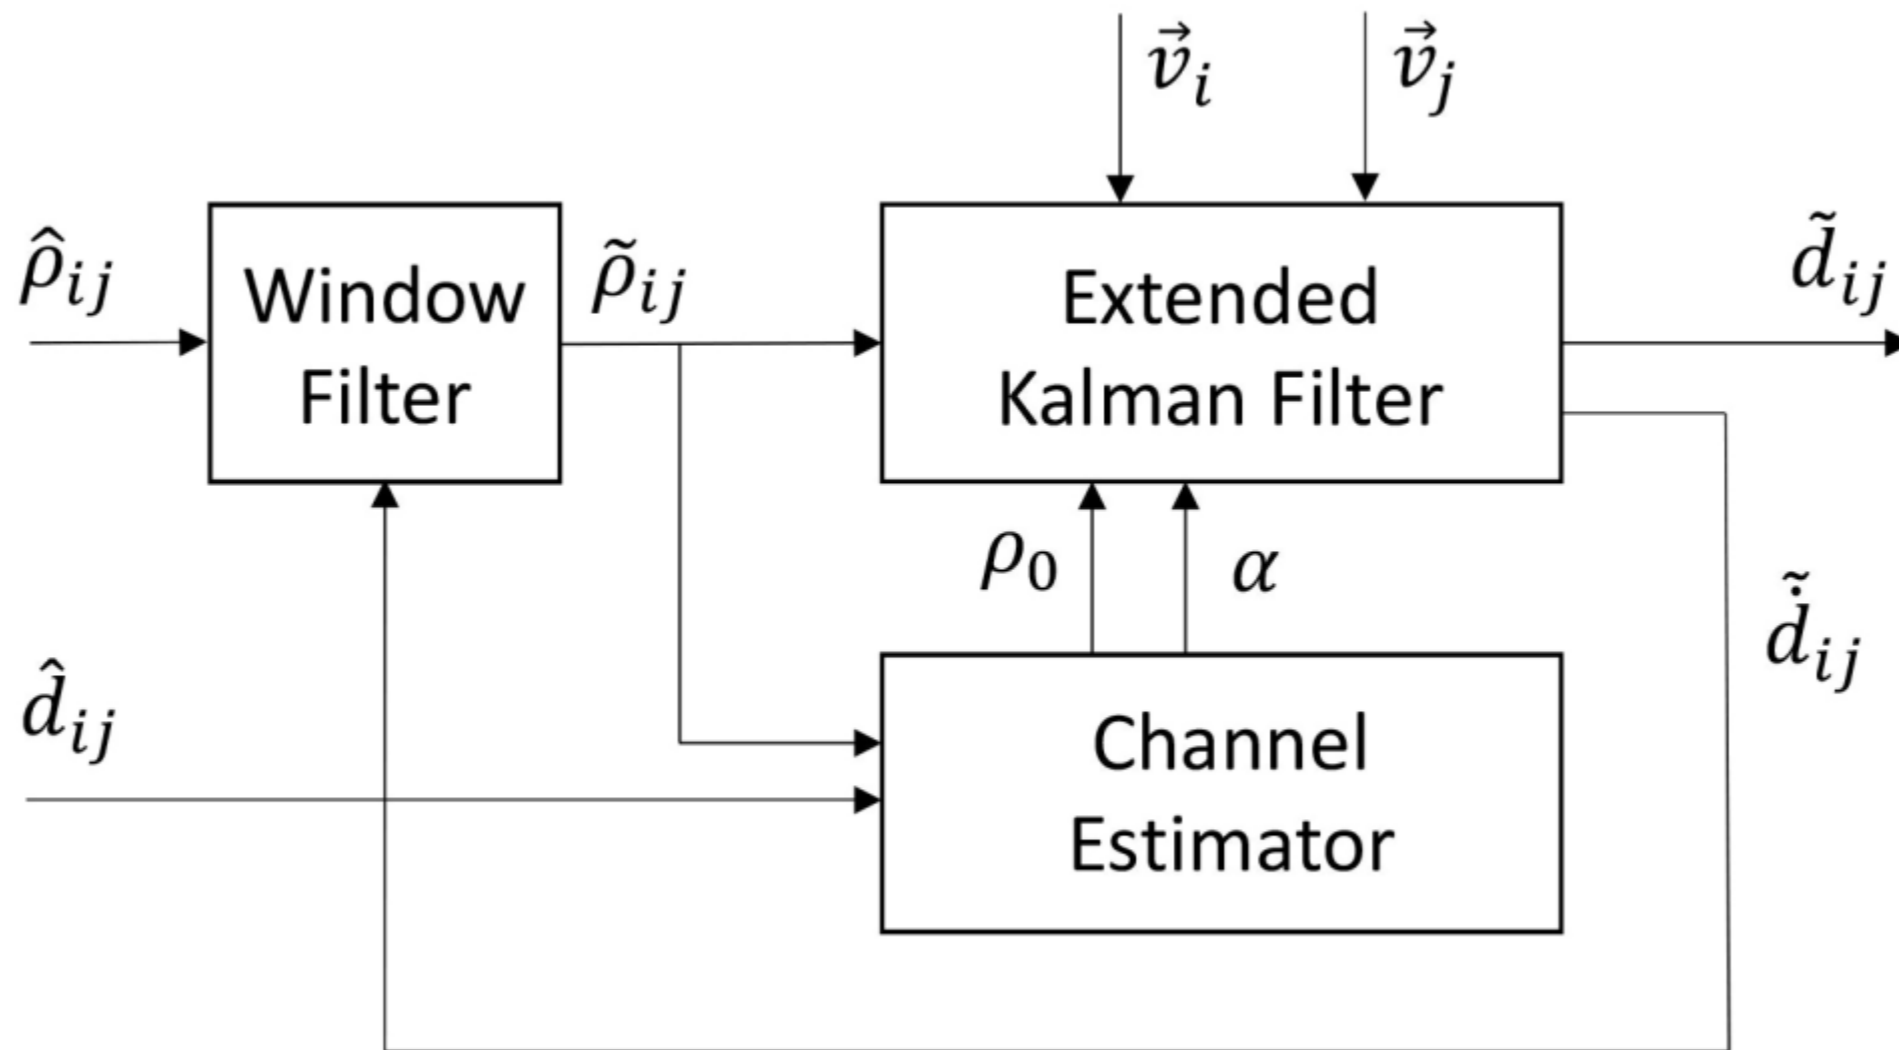 v⃗ᵢ
v⃗ⱼ
ρ̂ᵢⱼ
Window
Filter
ρ̃ᵢⱼ
Extended
Kalman Filter
d̃ᵢⱼ
ρ₀
α
d̃̇ᵢⱼ
d̂ᵢⱼ
Channel
Estimator